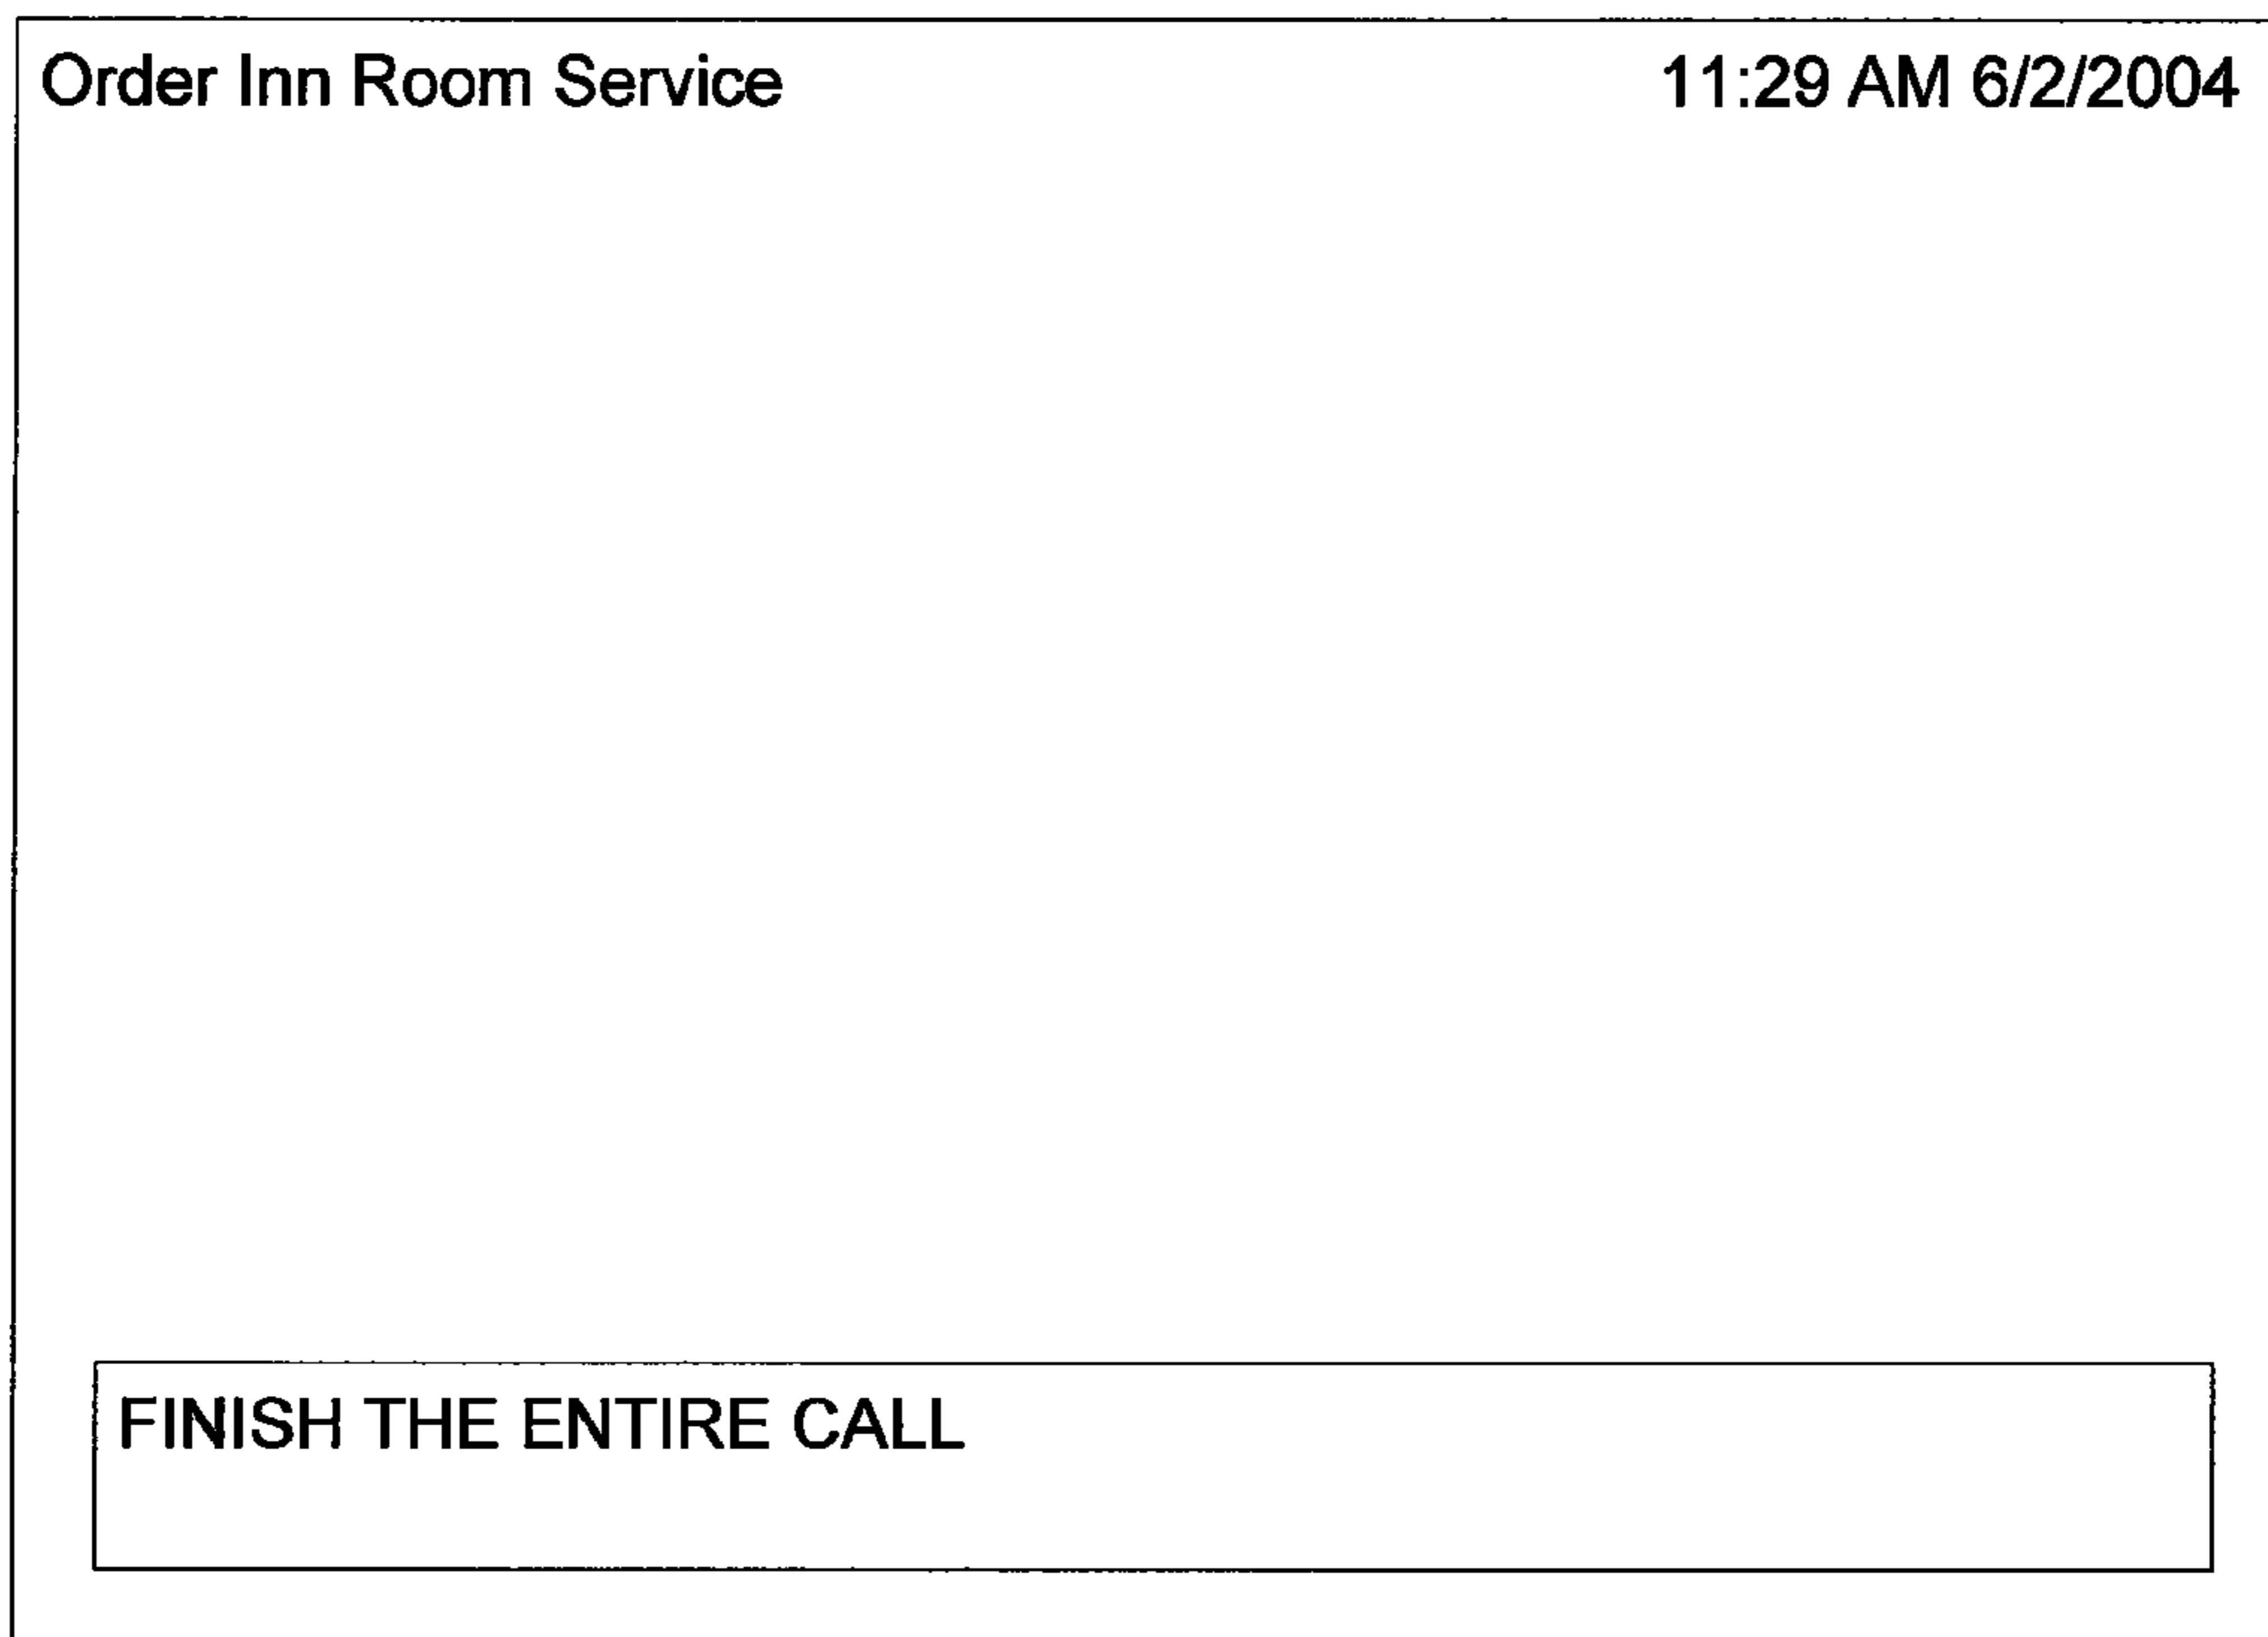 Order Inn Room Service 11:29 AM 6/2/2004
FINISH THE ENTIRE CALL